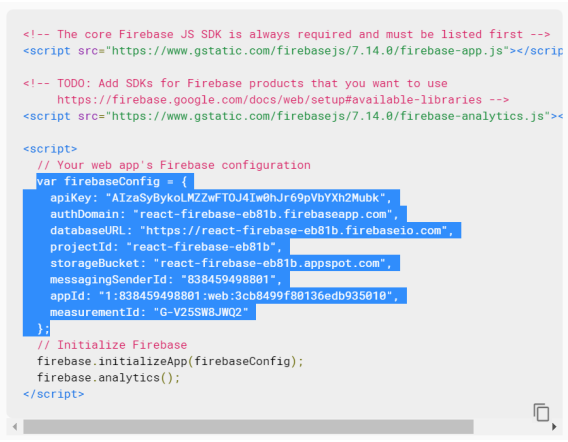 <!-- The core Firebase JS SDK is always required and must be listed first -->
<script src="https://www.gstatic.com/firebasejs/7.14.0/firebase-app.js"></scrip
<!-- TODO: Add SDKs for Firebase products that you want to use
https://firebase.google.com/docs/web/setup#available-libraries -->
<script src="https://www.gstatic.com/firebasejs/7.14.0/firebase-analytics.js"><
<script>
// Your web app's Firebase configuration
var firebaseConfig = {
apiKey: "AIzaSyBykoLMZZwFTOJ4Iw0hJr69pVbYXh2Mubk",
authDomain: "react-firebase-eb81b.firebaseapp.com",
databaseURL: "https://react-firebase-eb81b.firebaseio.com",
projectId: "react-firebase-eb81b",
storageBucket: "react-firebase-eb81b.appspot.com",
messagingSenderId: "838459498801",
appId: "1:838459498801:web:3cb8499f80136edb935010",
measurementId: "G-V25SW8JWQ2"
};
// Initialize Firebase
firebase.initializeApp(firebaseConfig);
firebase.analytics();
</script>